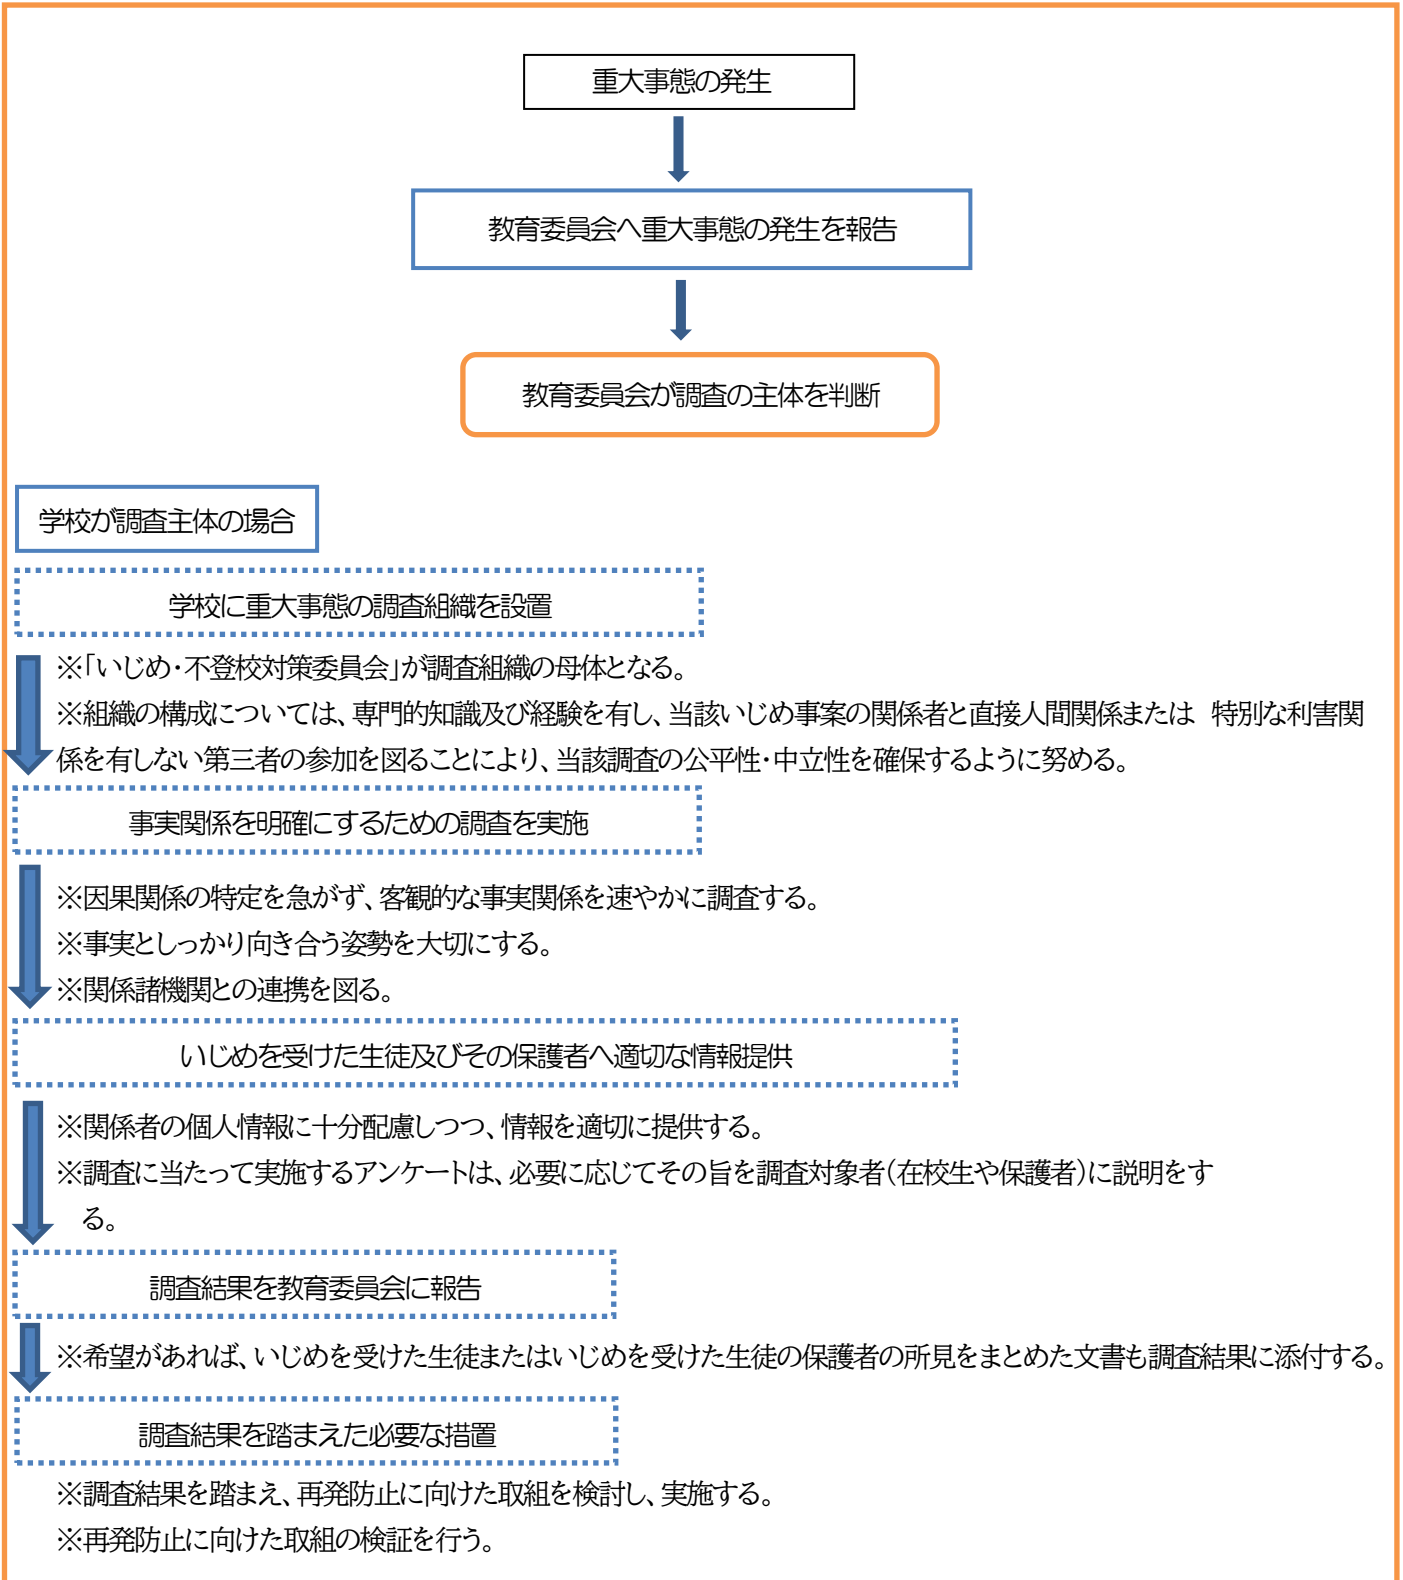 重大事態の発生
教育委員会へ重大事態の発生を報告
教育委員会が調査の主体を判断
学校が調査主体の場合
学校に重大事態の調査組織を設置
※「いじめ・不登校対策委員会」が調査組織の母体となる。
※組織の構成については、専門的知識及び経験を有し、当該いじめ事案の関係者と直接人間関係または 特別な利害関
係を有しない第三者の参加を図ることにより、当該調査の公平性・中立性を確保するように努める。
事実関係を明確にするための調査を実施
※因果関係の特定を急がず、客観的な事実関係を速やかに調査する。
※事実としっかり向き合う姿勢を大切にする。
※関係諸機関との連携を図る。
いじめを受けた生徒及びその保護者へ適切な情報提供
※関係者の個人情報に十分配慮しつつ、情報を適切に提供する。
※調査に当たって実施するアンケートは、必要に応じてその旨を調査対象者(在校生や保護者)に説明をす
る。
調査結果を教育委員会に報告
※希望があれば、いじめを受けた生徒またはいじめを受けた生徒の保護者の所見をまとめた文書も調査結果に添付する。
調査結果を踏まえた必要な措置
※調査結果を踏まえ、再発防止に向けた取組を検討し、実施する。
※再発防止に向けた取組の検証を行う。